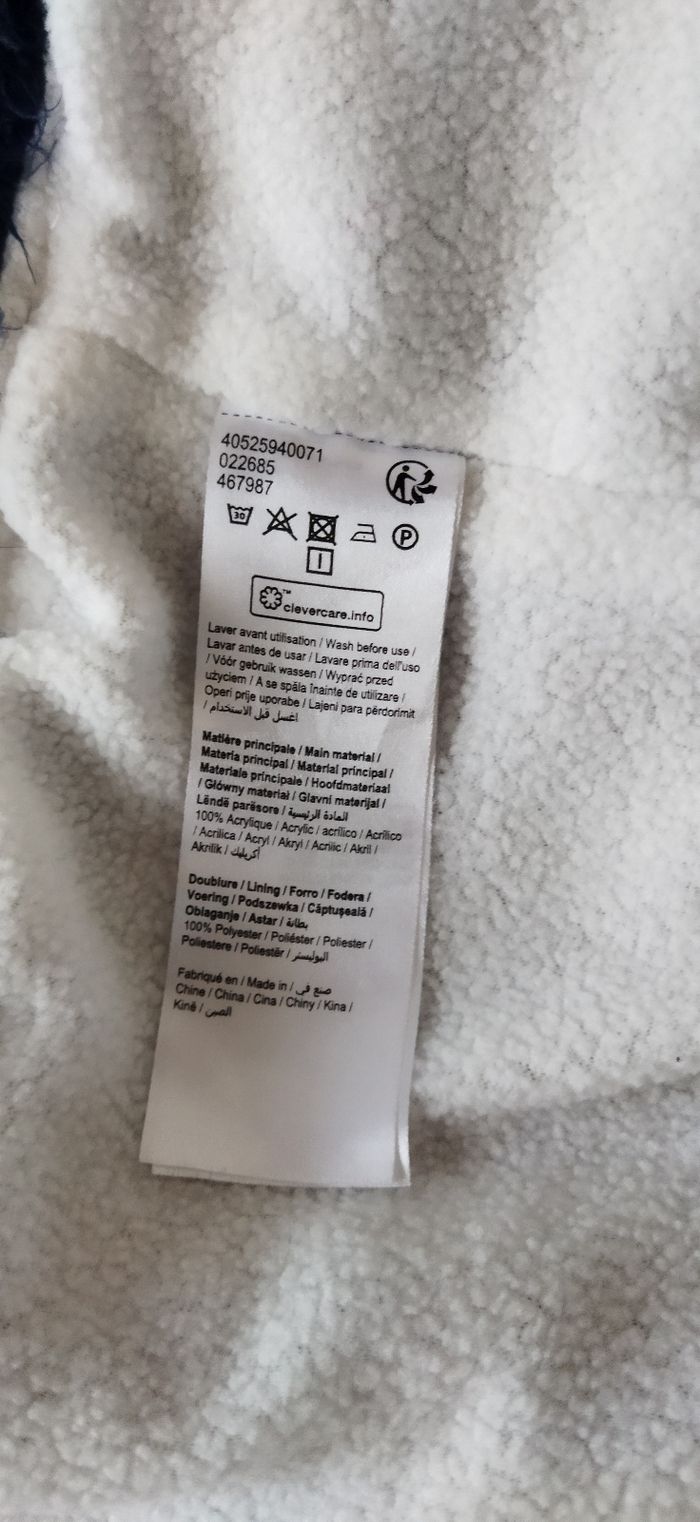 40525940071
022685
467987
30
P
clevercare.info™
Laver avant utilisation / Wash before use /
Lavar antes de usar / Lavare prima dell'uso
/ Vóór gebruik wassen / Wyprać przed
użyciem / A se spăla înainte de utilizare /
Operi prije uporabe / Lajeni para përdorimit
/ اغسل قبل الاستخدام
Matière principale / Main material /
Materia principal / Material principal /
Materiale principale / Hoofdmateriaal
/ Główny materiał / Glavni materijal /
Lëndë parësore / المادة الرئيسية
100% Acrylique / Acrylic / acrílico / Acrílico
/ Acrilica / Acryl / Akryl / Acrilic / Akril /
Akrilik / أكريليك
Doublure / Lining / Forro / Fodera /
Voering / Podszewka / Căptușeală /
Oblaganje / Astar / بطانة
100% Polyester / Poliéster / Poliester /
Poliestere / Poliestër / البوليستر
Fabriqué en / Made in / صنع في
Chine / China / Cina / Chiny / Kina /
Kinë / الصين